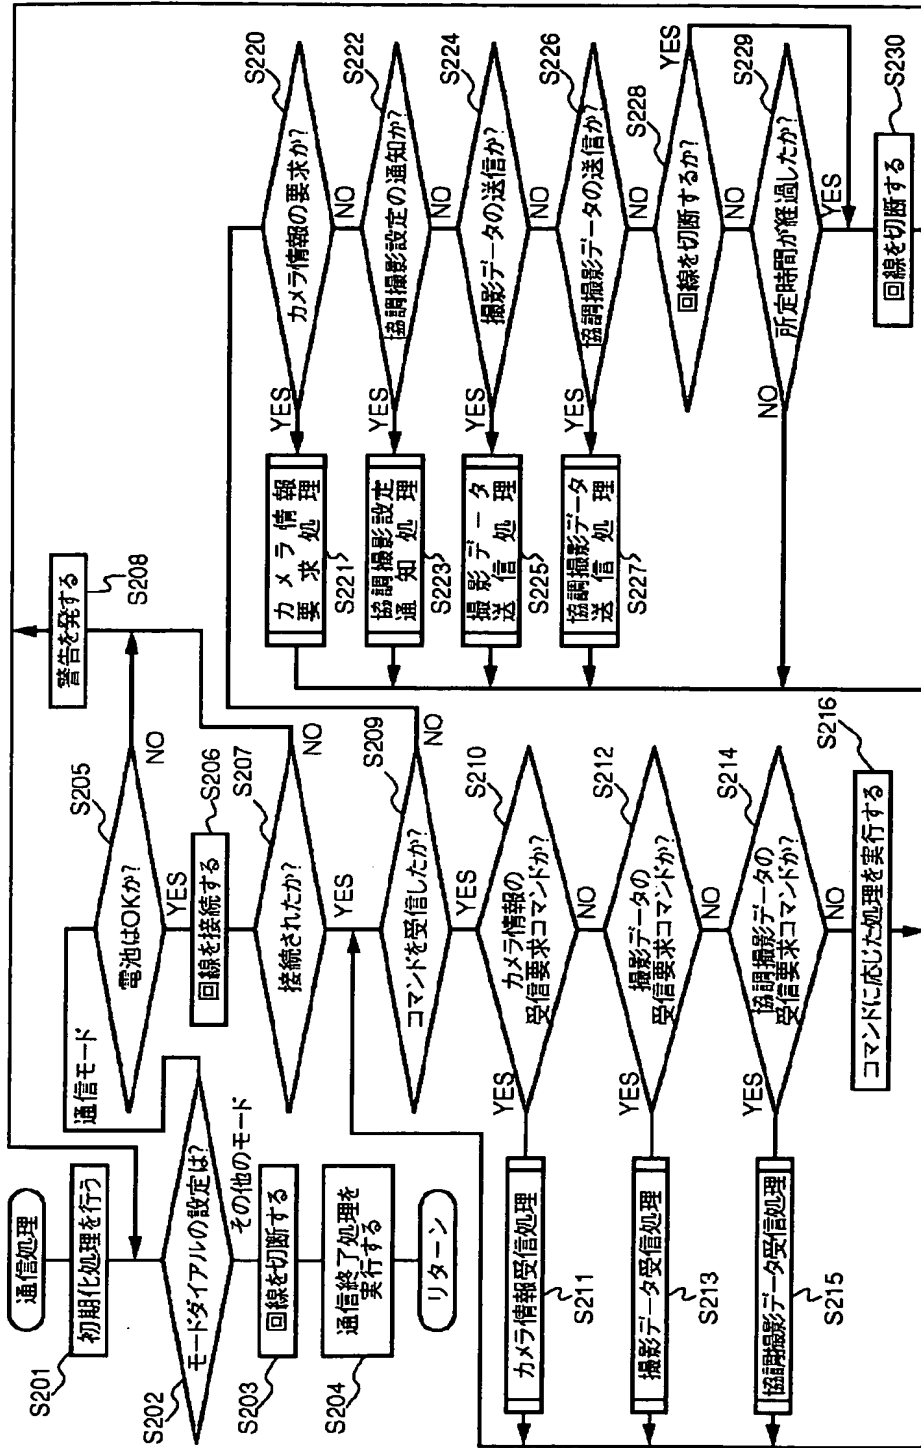 通信処理
S201
初期化処理を行う
S202
モードダイアルの設定は?
通信モード
その他のモード
S203
回線を切断する
S204
通信終了処理を
実行する
リターン
S205
電池はOKか?
NO
YES
S206
回線を接続する
S207
接続されたか?
NO
YES
警告を発する
S208
S209
コマンドを受信したか?
NO
YES
S210
カメラ情報の
受信要求コマンドか?
YES
NO
カメラ情報受信処理
S211
S212
撮影データの
受信要求コマンドか?
YES
NO
撮影データ受信処理
S213
S214
協調撮影データの
受信要求コマンドか?
YES
NO
協調撮影データ受信処理
S215
S216
コマンドに応じた処理を実行する
S220
カメラ情報の要求か?
YES
NO
カメラ情報
要求処理
S221
S222
協調撮影設定の通知か?
YES
NO
協調撮影設定
通知処理
S223
S224
撮影データの送信か?
YES
NO
撮影データ
送信処理
S225
S226
協調撮影データの送信か?
YES
NO
協調撮影データ
送信処理
S227
S228
回線を切断するか?
YES
NO
S229
所定時間が経過したか?
NO
YES
S230
回線を切断する